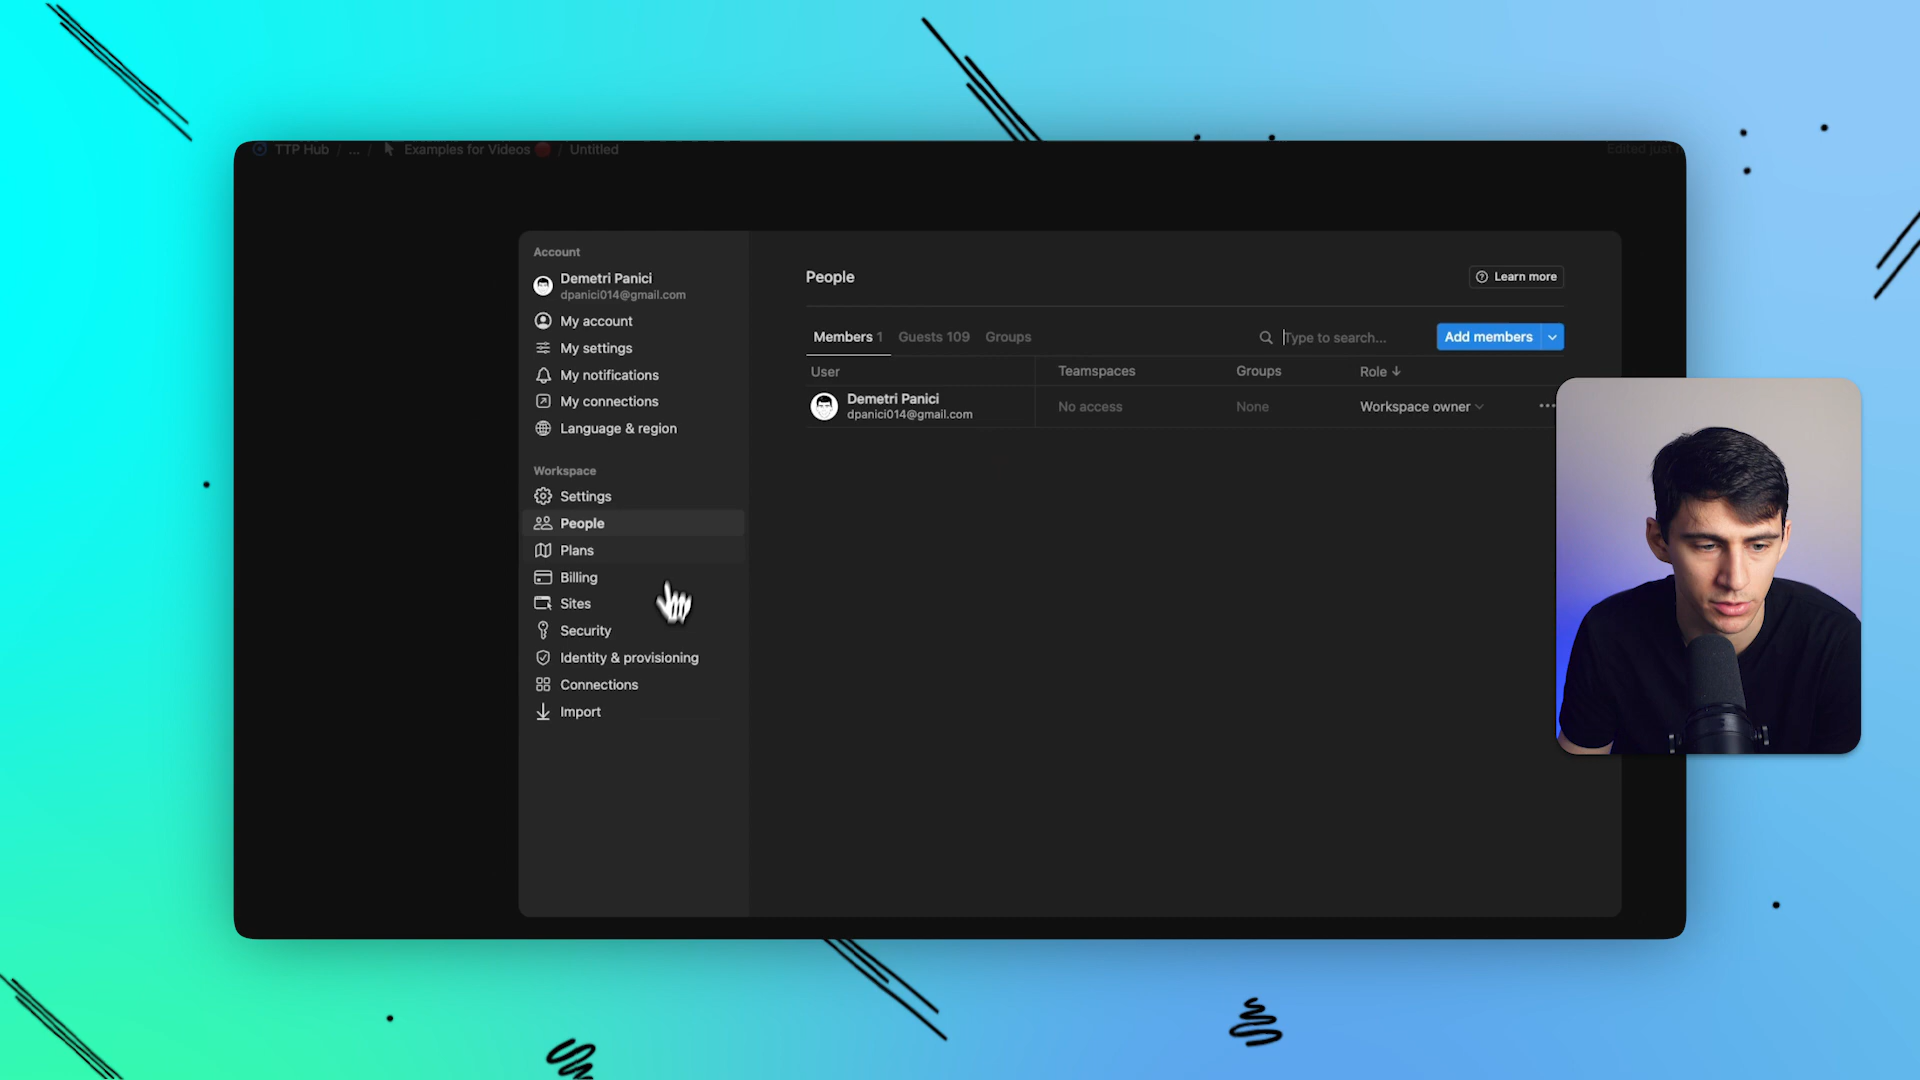 TTP Hub / ... / Examples for Videos / Untitled
Edited just
Account
Demetri Panici
dpanici014@gmail.com
My account
My settings
My notifications
My connections
Language & region
Workspace
Settings
People
Plans
Billing
Sites
Security
Identity & provisioning
Connections
Import
People
Learn more
Members 1
Guests 109
Groups
Type to search...
Add members
User
Teamspaces
Groups
Role
Demetri Panici
dpanici014@gmail.com
No access
None
Workspace owner